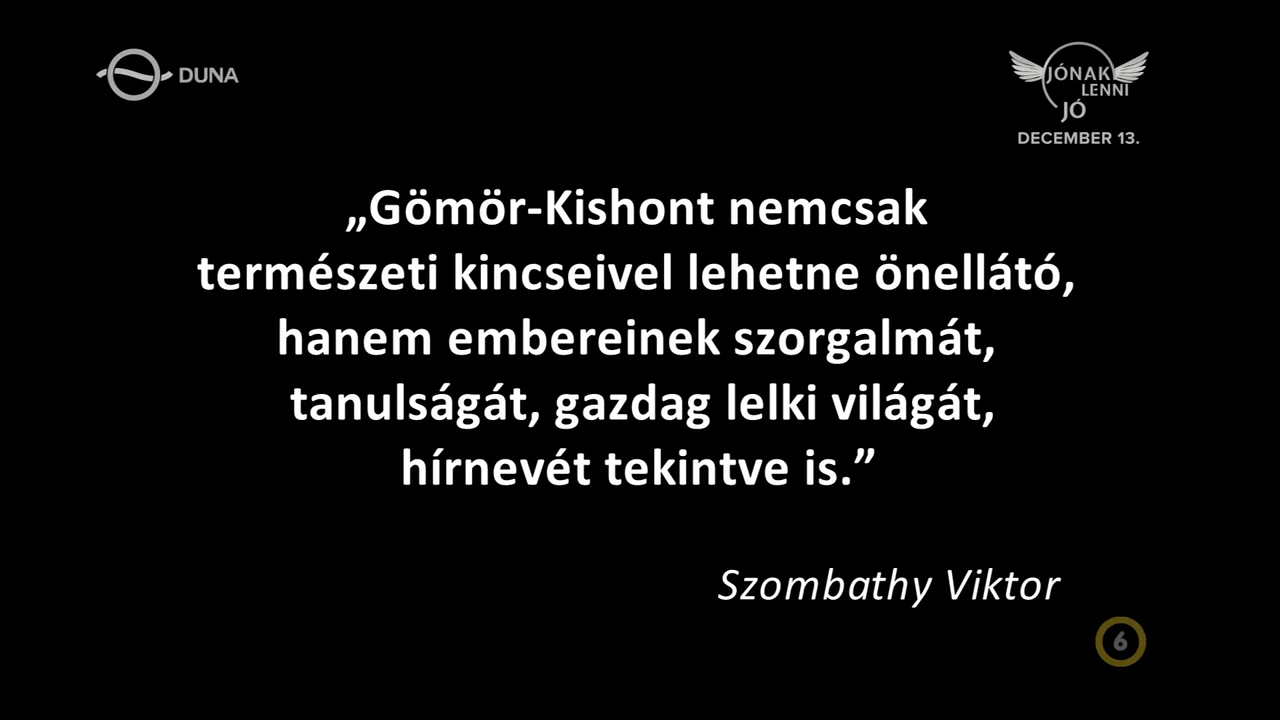 DUNA
JÓNAK
LENNI
JÓ
DECEMBER 13.
„Gömör-Kishont nemcsak
természeti kincseivel lehetne önellátó,
hanem embereinek szorgalmát,
tanulságát, gazdag lelki világát,
hírnevét tekintve is.”
Szombathy Viktor
6